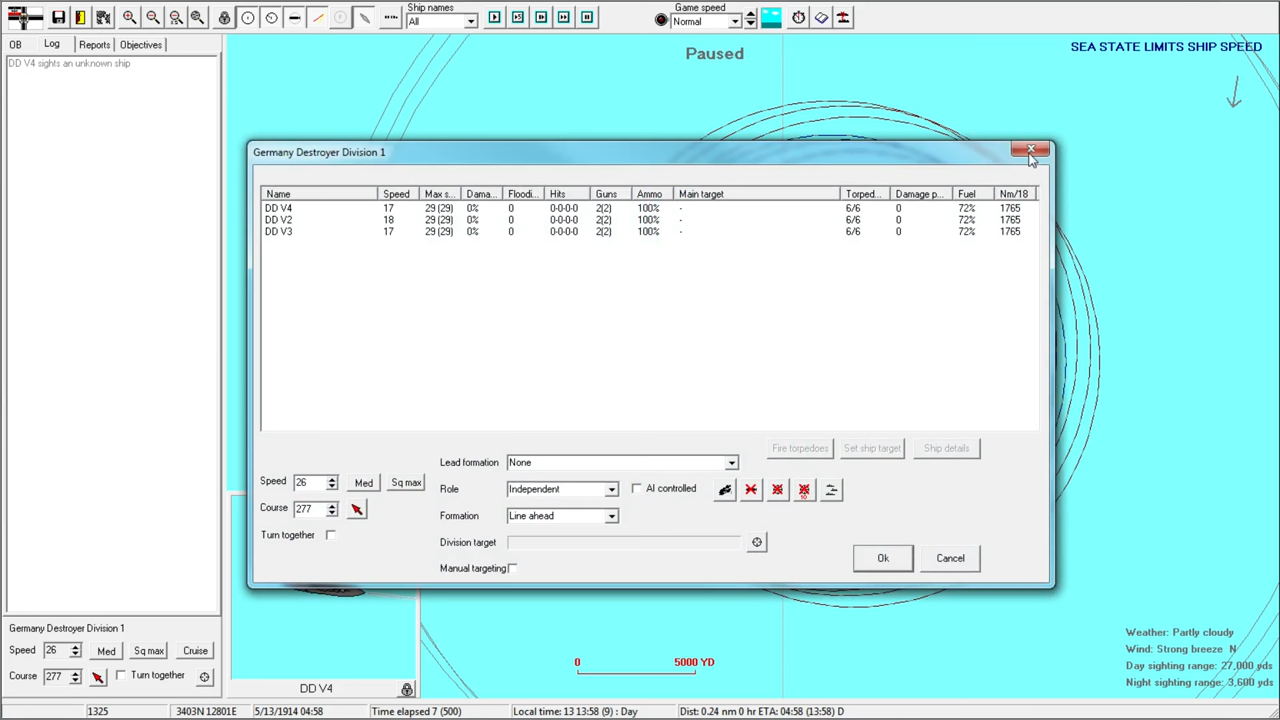 Ship names
All
Game speed
Normal
OB
Log
Reports
Objectives
DD V4 sights an unknown ship
Paused
SEA STATE LIMITS SHIP SPEED
Germany Destroyer Division 1
Name Speed Max s... Dama... Floodi... Hits Guns Ammo Main target Torped... Damage p... Fuel Nm/18
DD V4 17 29 (29) 0% 0 0-0-0-0 2(2) 100% - 6/6 0 72% 1765
DD V2 18 29 (29) 0% 0 0-0-0-0 2(2) 100% - 6/6 0 72% 1765
DD V3 17 29 (29) 0% 0 0-0-0-0 2(2) 100% - 6/6 0 72% 1765
Fire torpedoes Set ship target Ship details
Lead formation None
Speed 26 Med Sq max
Role Independent AI controlled
10
Course 277
Formation Line ahead
Turn together
Division target
Manual targeting
Ok Cancel
Germany Destroyer Division 1
Speed 26 Med Sq max Cruise
Course 277 Turn together
DD V4
0 5000 YD
Weather: Partly cloudy
Wind: Strong breeze N
Day sighting range: 27,000 yds
Night sighting range: 3,600 yds
1325 3403N 12801E 5/13/1914 04:58 Time elapsed 7 (500) Local time: 13 13:58 (9) : Day Dist: 0.24 nm 0 hr ETA: 04:58 (13:58) D